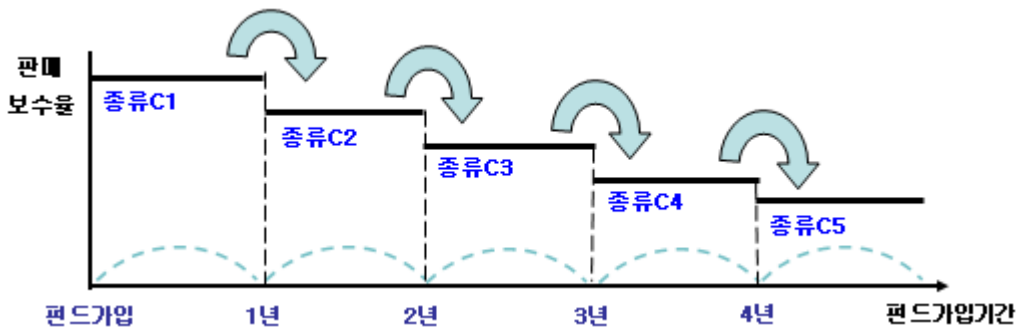 판매
보수율
종류C1
종류C2
종류C3
종류C4
종류C5
펀드가입
1년
2년
3년
4년
펀드가입기간